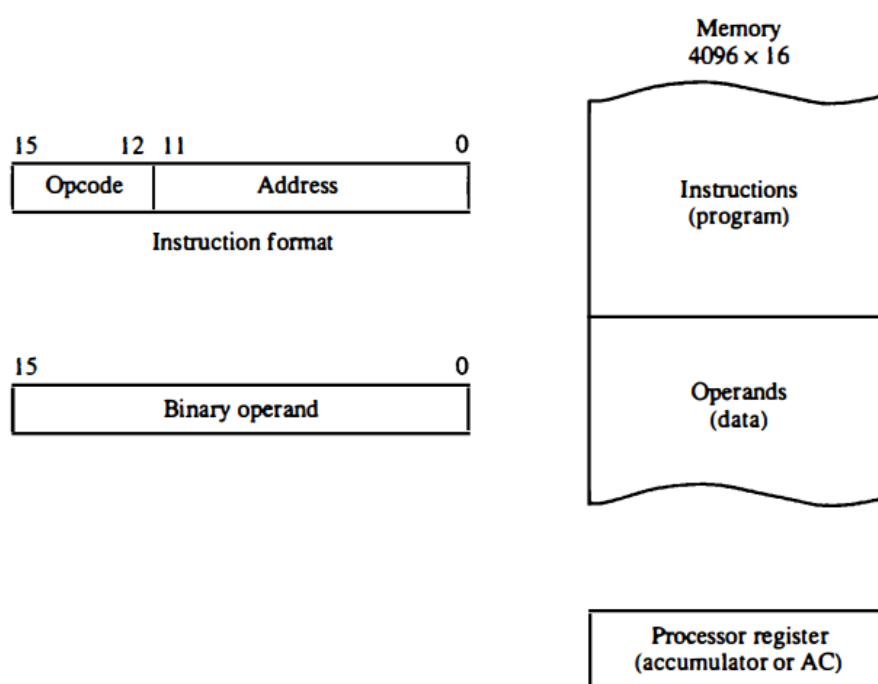 Memory
4096 × 16
15 12 11 0
Opcode Address
Instruction format
Instructions
(program)
15 0
Binary operand
Operands
(data)
Processor register
(accumulator or AC)